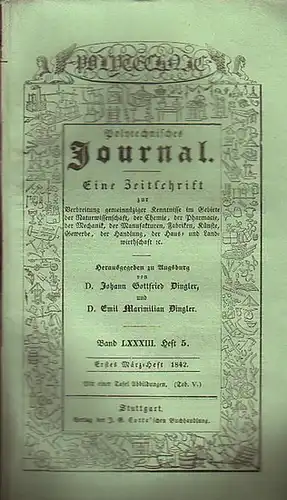 POLYTECHNIC
Polytechnisches
Journal.
Eine Zeitschrift
zur
Verbreitung gemeinnüziger Kenntnisse im Gebiete
der Naturwissenschaft, der Chemie, der Pharmacie,
der Mechanik, der Manufakturen, Fabriken, Künste,
Gewerbe, der Handlung, der Haus- und Land-
wirthschaft ꝛc.
Herausgegeben zu Augsburg
von
D. Johann Gottfried Dingler,
und
D. Emil Maximilian Dingler.
Band LXXXIII. Heft 5.
Erstes März-Heft 1842.
Mit einer Tafel Abbildungen. (Tab. V.)
Stuttgart.
Verlag der J. G. Cotta'schen Buchhandlung.